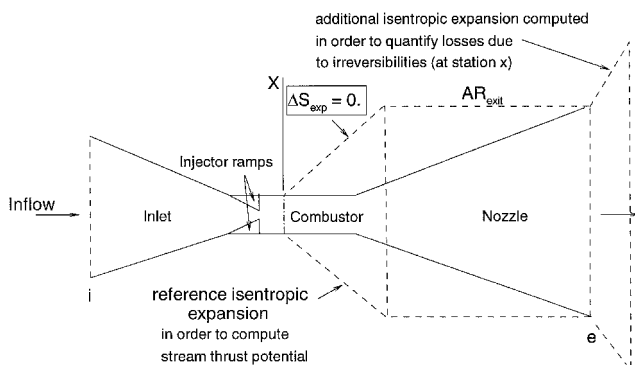 additional isentropic expansion computed
in order to quantify losses due
to irreversibilities (at station x)
X
ΔS_exp = 0.
AR_exit
Injector ramps
Inflow
Inlet
Combustor
Nozzle
i
reference isentropic
expansion
in order to compute
stream thrust potential
e